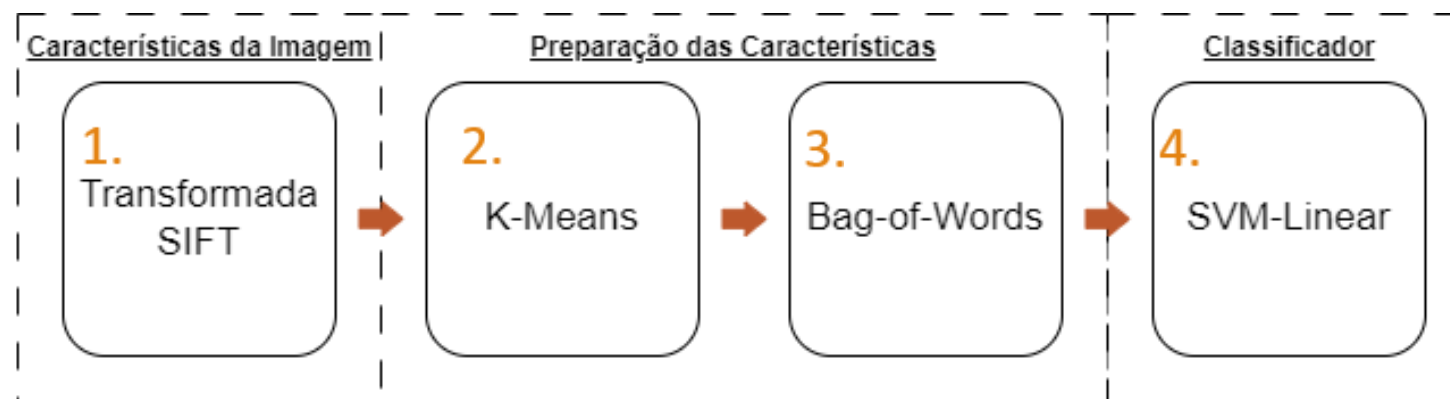 Características da Imagem
Preparação das Características
Classificador
1.
Transformada
SIFT
2.
K-Means
3.
Bag-of-Words
4.
SVM-Linear